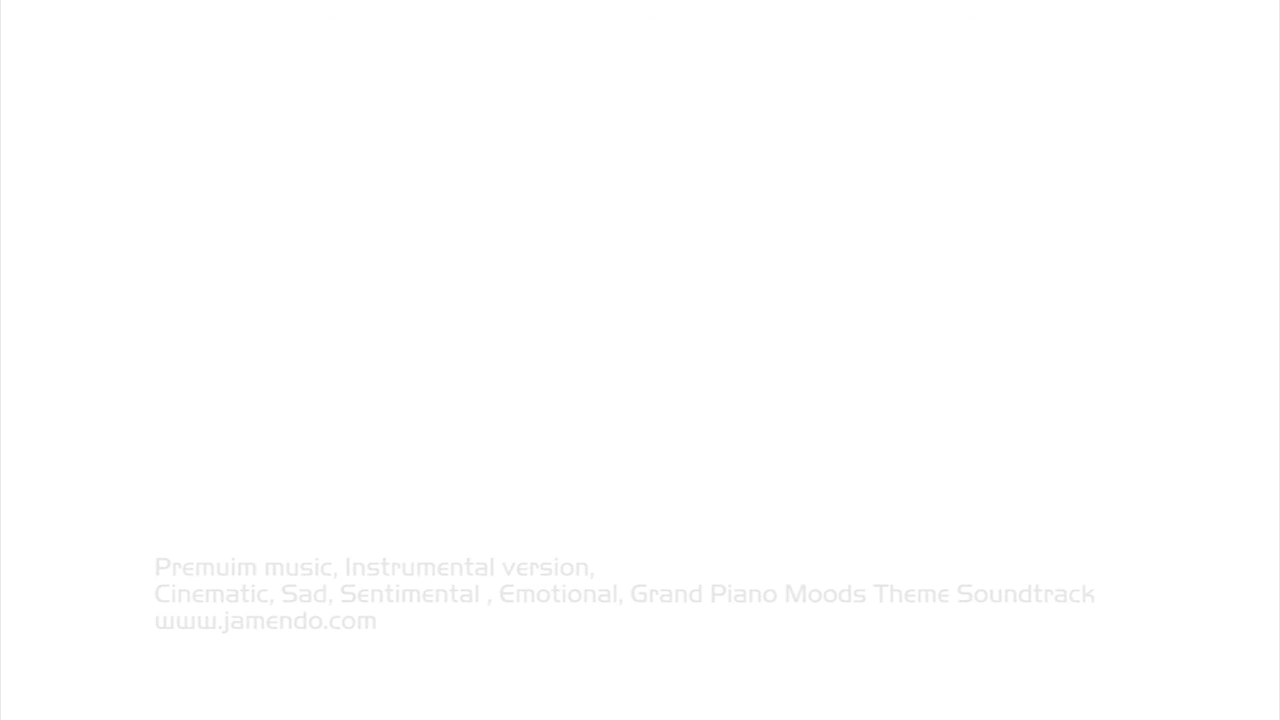 Premuim music, Instrumental version,
Cinematic, Sad, Sentimental , Emotional, Grand Piano Moods Theme Soundtrack
www.jamendo.com